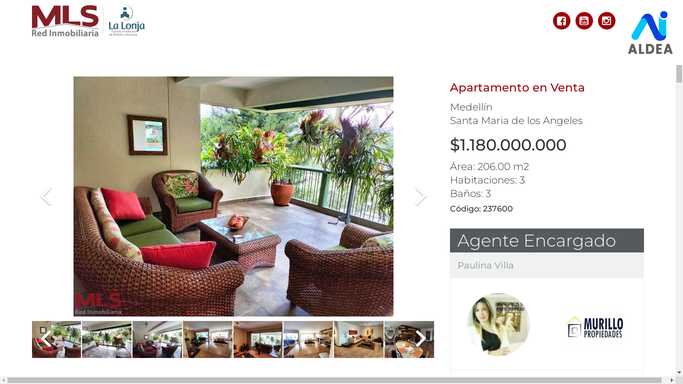 MLS
Red Inmobiliaria
La Lonja
ALDEA
Apartamento en Venta
Medellín
Santa Maria de los Angeles
$1.180.000.000
Área: 206.00 m2
Habitaciones: 3
Baños: 3
Código: 237600
Agente Encargado
Paulina Villa
MURILLO
PROPIEDADES
MLS
Red Inmobiliaria